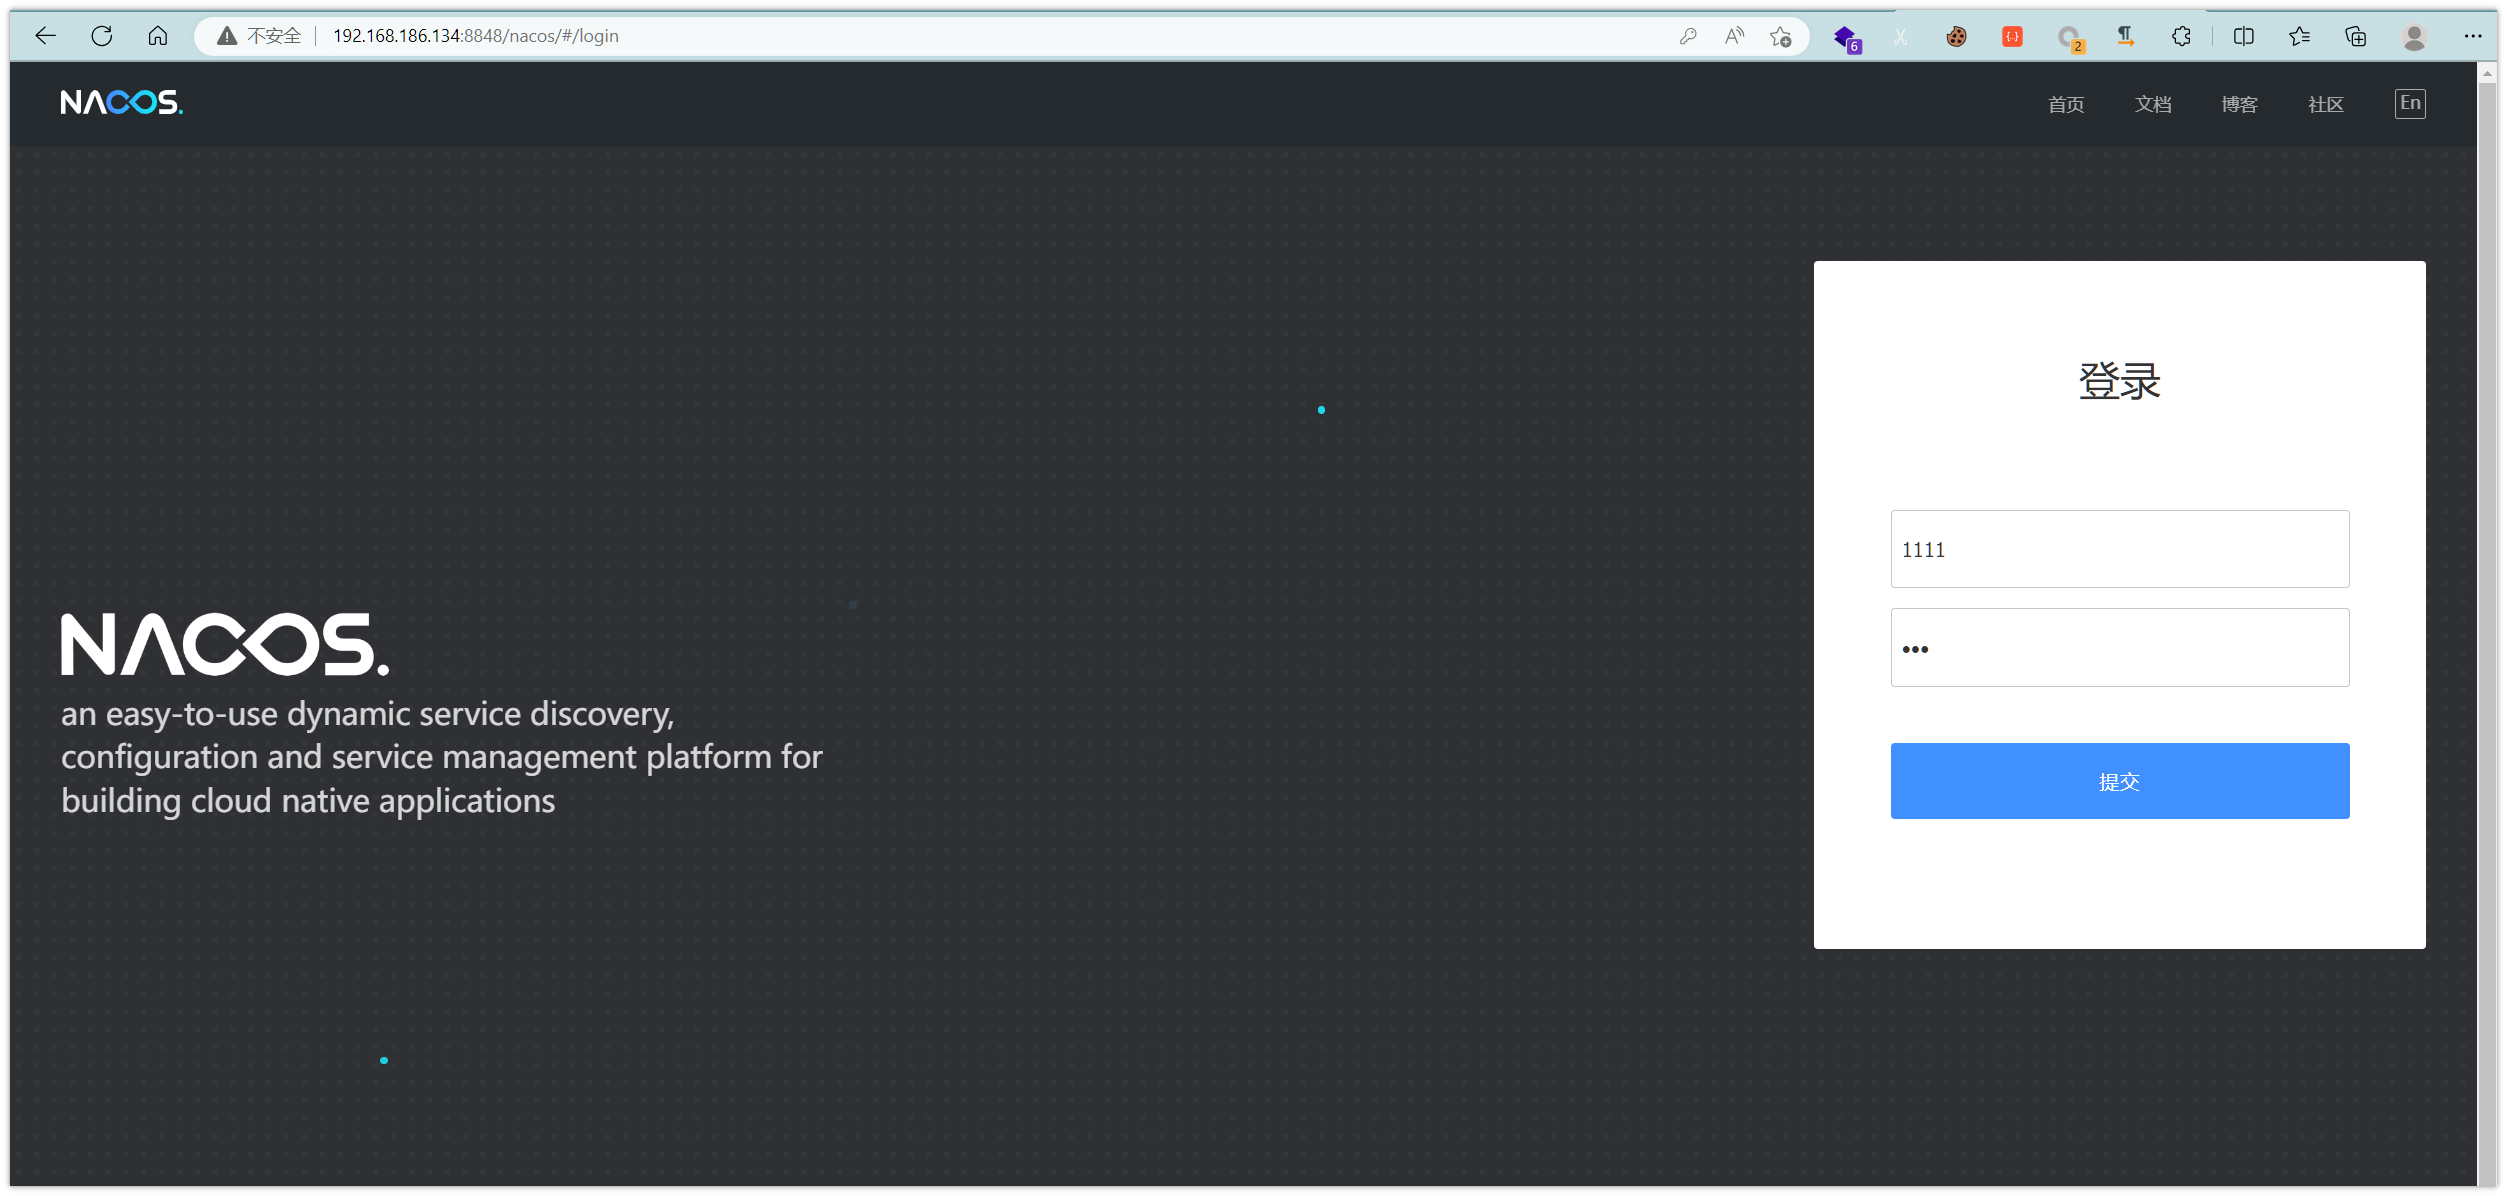 不安全 192.168.186.134:8848/nacos/#/login
6
2
NACOS.
首页 文档 博客 社区 En
登录
1111
•••
提交
NACOS.
an easy-to-use dynamic service discovery,
configuration and service management platform for
building cloud native applications